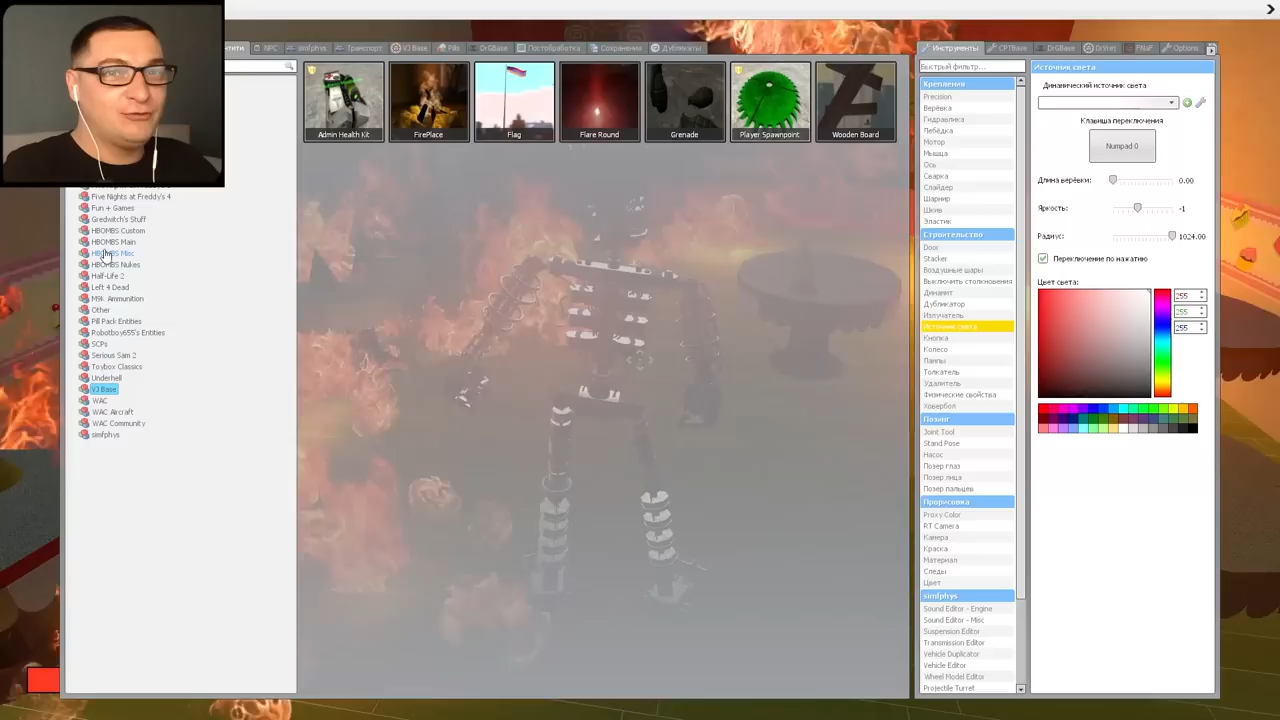 NPC
simfphys
Транспорт
VJ Base
Pills
DrGBase
Постобработка
Сохранения
Дубликаты
Five Nights at Freddy's 4
Fun + Games
Gredwitch's Stuff
HBOMBS Custom
HBOMBS Main
HBOMBS Misc
HBOMBS Nukes
Half-Life 2
Left 4 Dead
M9k Ammunition
Other
Pill Pack Entities
Robotboy655's Entities
SCPs
Serious Sam 2
Toybox Classics
Underhell
VJ Base
WAC
WAC Aircraft
WAC Community
simfphys
Admin Health Kit
FirePlace
Flag
Flare Round
Grenade
Player Spawnpoint
Wooden Board
Инструменты
CPTBase
DrGBase
DrVrej
FNaF
Options
Быстрый фильтр...
Крепления
Precision
Верёвка
Гидравлика
Лебёдка
Мотор
Мышца
Ось
Сварка
Слайдер
Шарнир
Шкив
Эластик
Строительство
Door
Stacker
Воздушные шары
Выключить столкновения
Динамит
Дубликатор
Излучатель
Источник света
Кнопка
Колесо
Лампы
Толкатель
Удалитель
Физические свойства
Ховербол
Позинг
Joint Tool
Stand Pose
Насос
Позер глаз
Позер лица
Позер пальцев
Прорисовка
Proxy Color
RT Camera
Камера
Краска
Материал
Следы
Цвет
simfphys
Sound Editor - Engine
Sound Editor - Misc
Suspension Editor
Transmission Editor
Vehicle Duplicator
Vehicle Editor
Wheel Model Editor
Projectile Turret
Источник света
Динамический источник света
Клавиша переключения
Numpad 0
Длина верёвки: 0.00
Яркость: -1
Радиус: 1024.00
Переключение по нажатию
Цвет света:
255
255
255